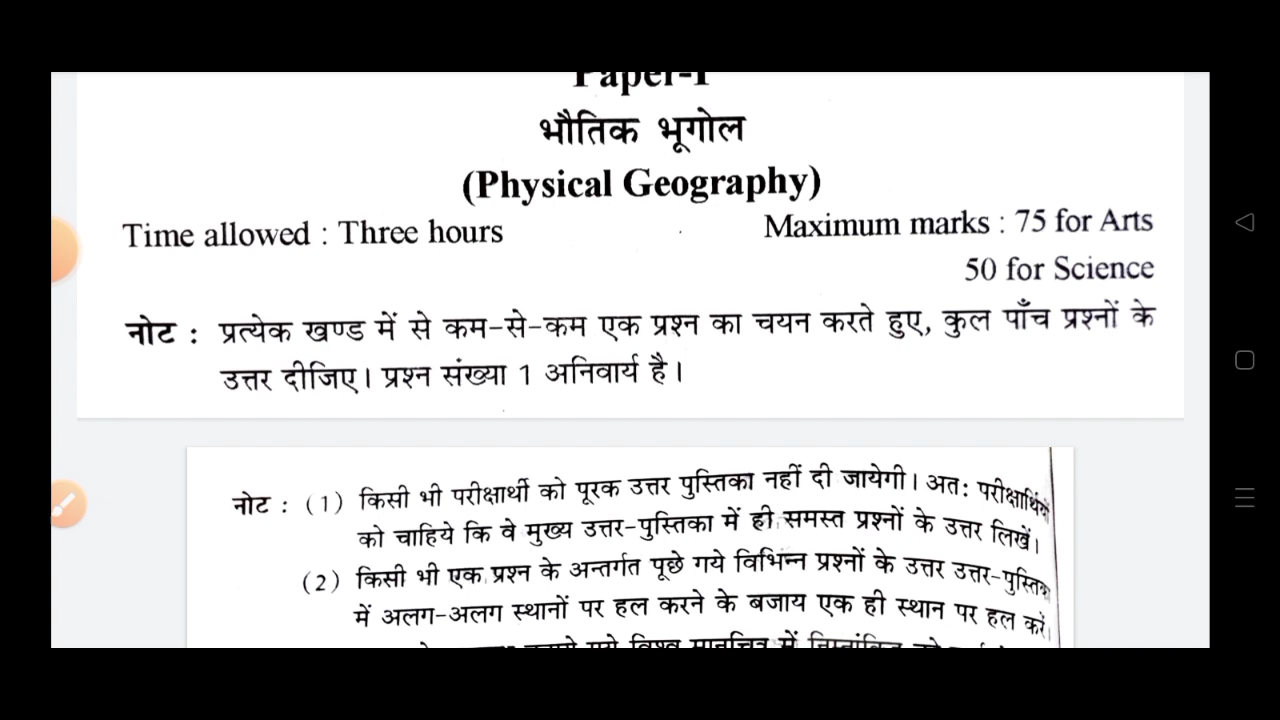 Paper-I
भौतिक भूगोल
(Physical Geography)
Time allowed : Three hours
Maximum marks : 75 for Arts
50 for Science
नोट : प्रत्येक खण्ड में से कम-से-कम एक प्रश्न का चयन करते हुए, कुल पाँच प्रश्नों के
उत्तर दीजिए। प्रश्न संख्या 1 अनिवार्य है।
नोट : (1) किसी भी परीक्षार्थी को पूरक उत्तर पुस्तिका नहीं दी जायेगी। अतः परीक्षार्थियों
को चाहिये कि वे मुख्य उत्तर-पुस्तिका में ही समस्त प्रश्नों के उत्तर लिखें।
(2) किसी भी एक प्रश्न के अन्तर्गत पूछे गये विभिन्न प्रश्नों के उत्तर उत्तर-पुस्तिका
में अलग-अलग स्थानों पर हल करने के बजाय एक ही स्थान पर हल करें।
गये विश्व मानचित्र में निम्नांकित